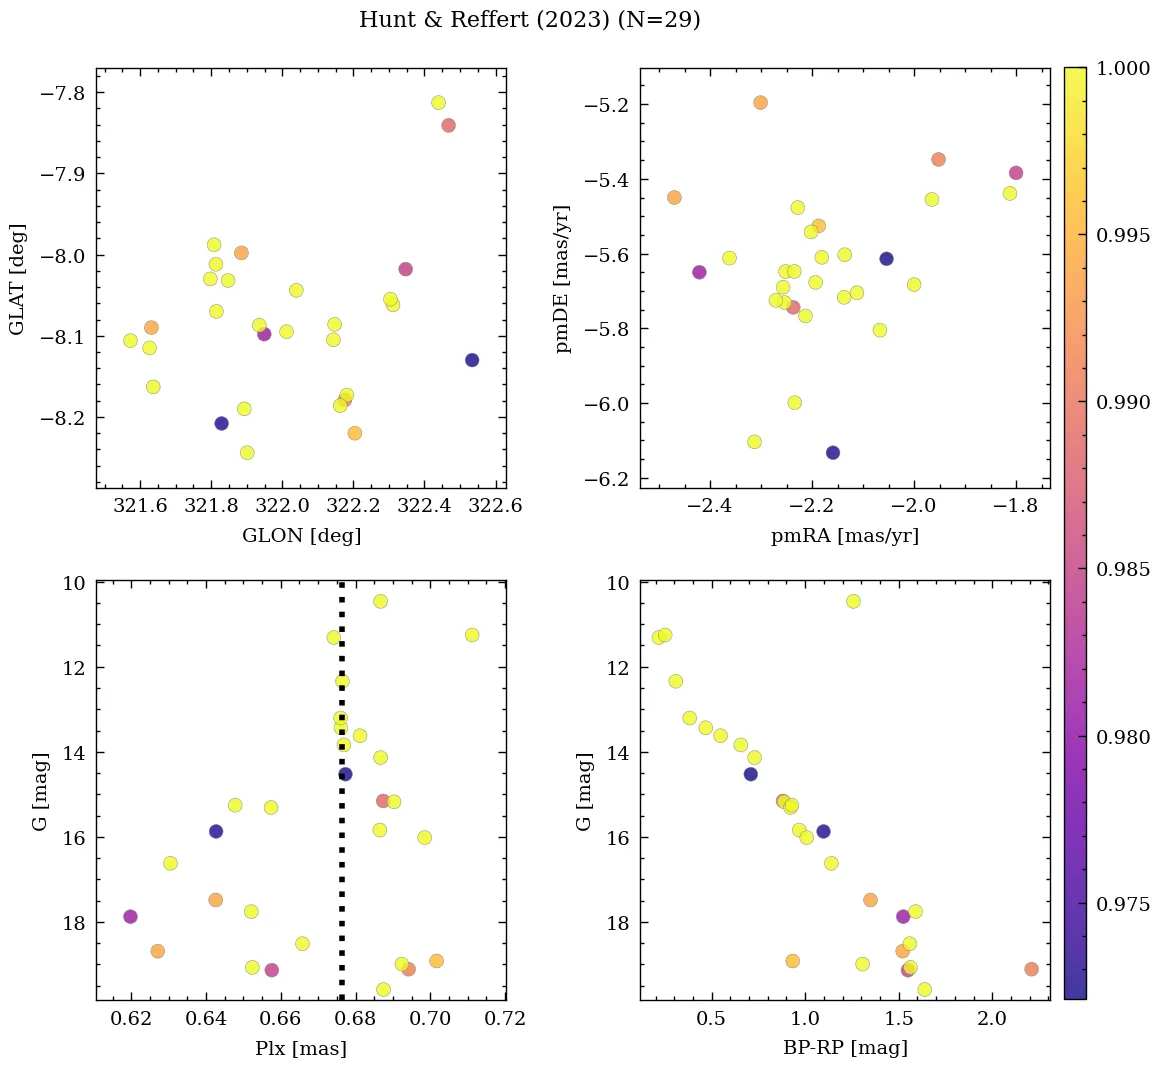 Hunt & Reffert (2023) (N=29)
−7.8
−7.9
−8.0
−8.1
−8.2
GLAT [deg]
321.6 321.8 322.0 322.2 322.4 322.6
GLON [deg]
−5.2
−5.4
−5.6
−5.8
−6.0
−6.2
pmDE [mas/yr]
−2.4 −2.2 −2.0 −1.8
pmRA [mas/yr]
1.000
0.995
0.990
0.985
0.980
0.975
10
12
14
16
18
G [mag]
0.62 0.64 0.66 0.68 0.70 0.72
Plx [mas]
10
12
14
16
18
G [mag]
0.5 1.0 1.5 2.0
BP-RP [mag]